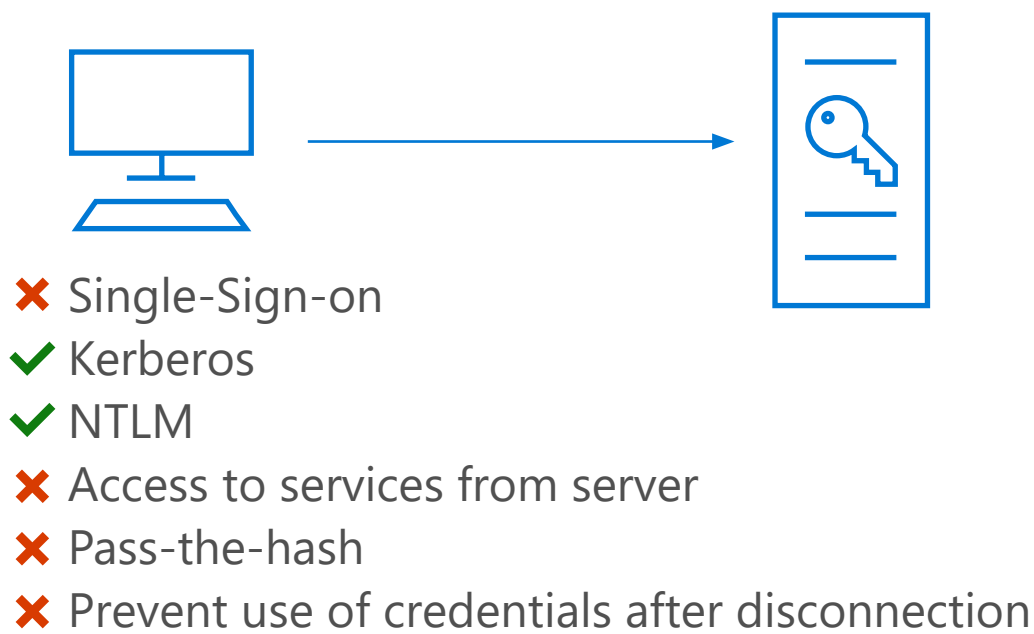 Single-Sign-on
Kerberos
NTLM
Access to services from server
Pass-the-hash
Prevent use of credentials after disconnection